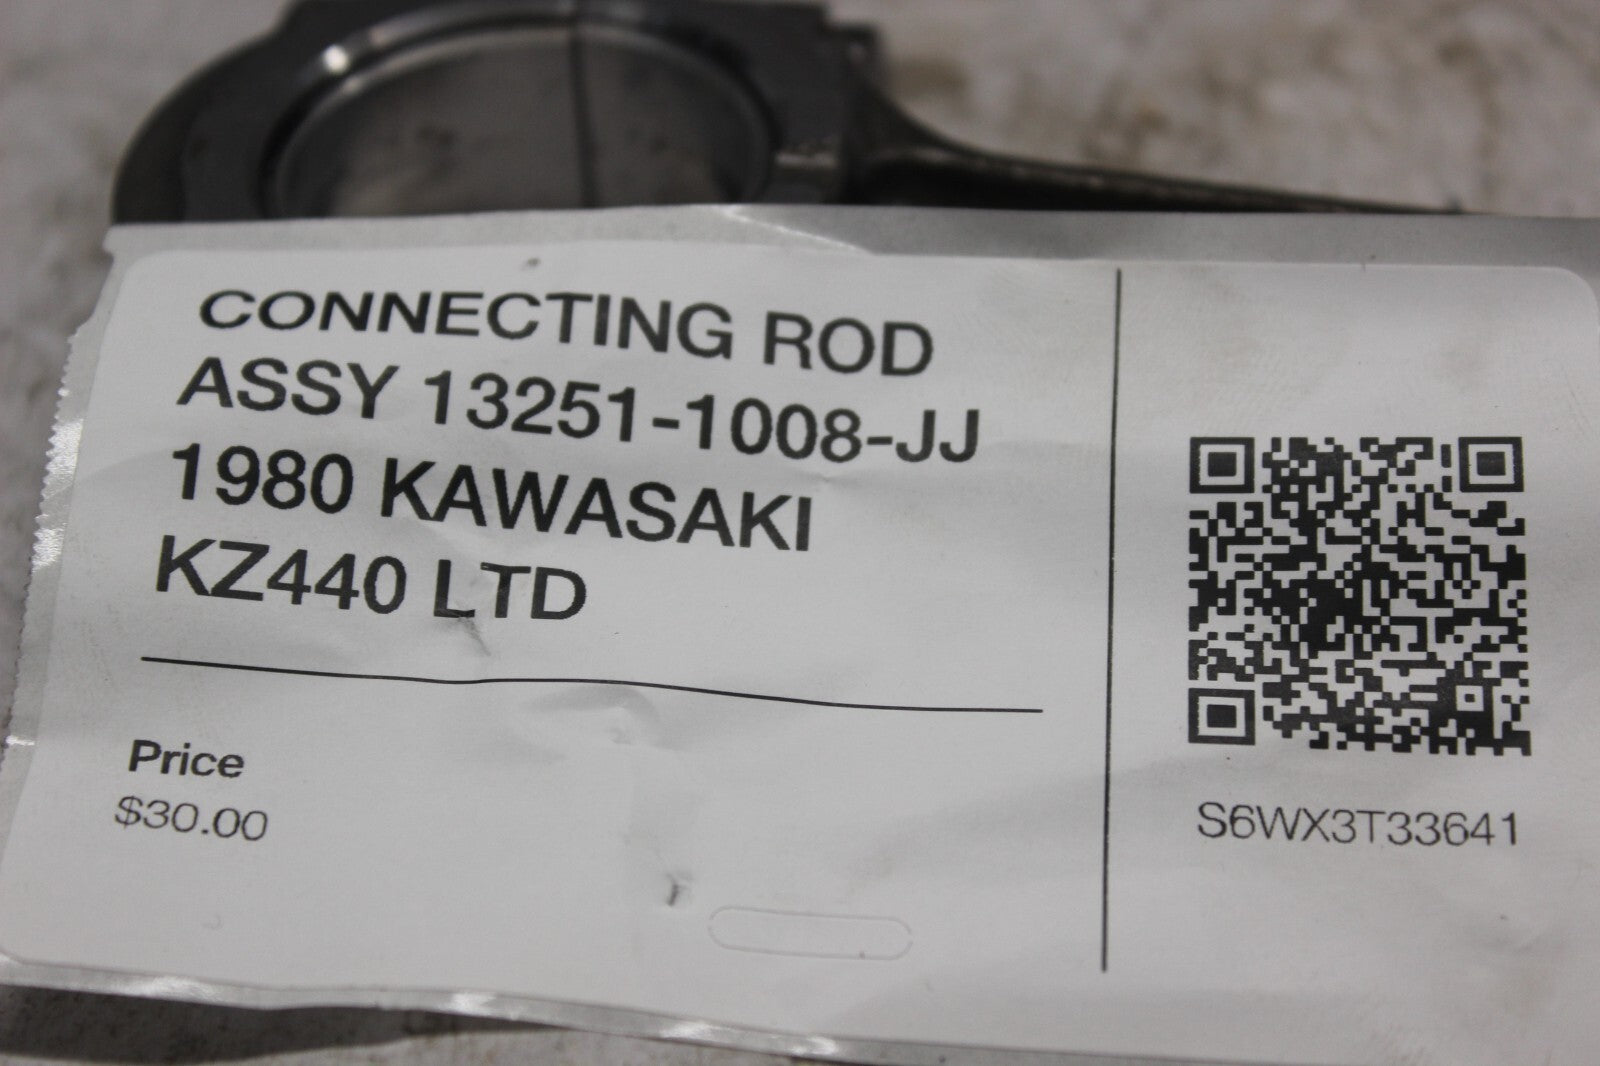 CONNECTING ROD
ASSY 13251-1008-JJ
1980 KAWASAKI
KZ440 LTD
Price
$30.00
S6WX3T33641